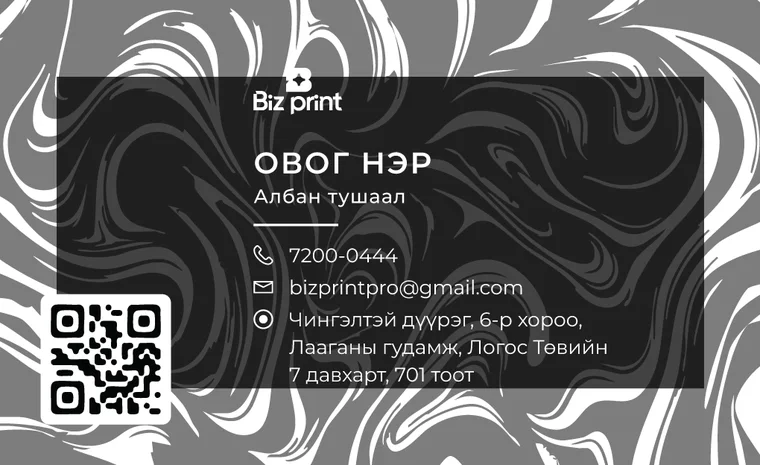 Biz print
ОВОГ НЭР
Албан тушаал
7200-0444
bizprintpro@gmail.com
Чингэлтэй дүүрэг, 6-р хороо,
Лааганы гудамж, Логос Төвийн
7 давхарт, 701 тоот